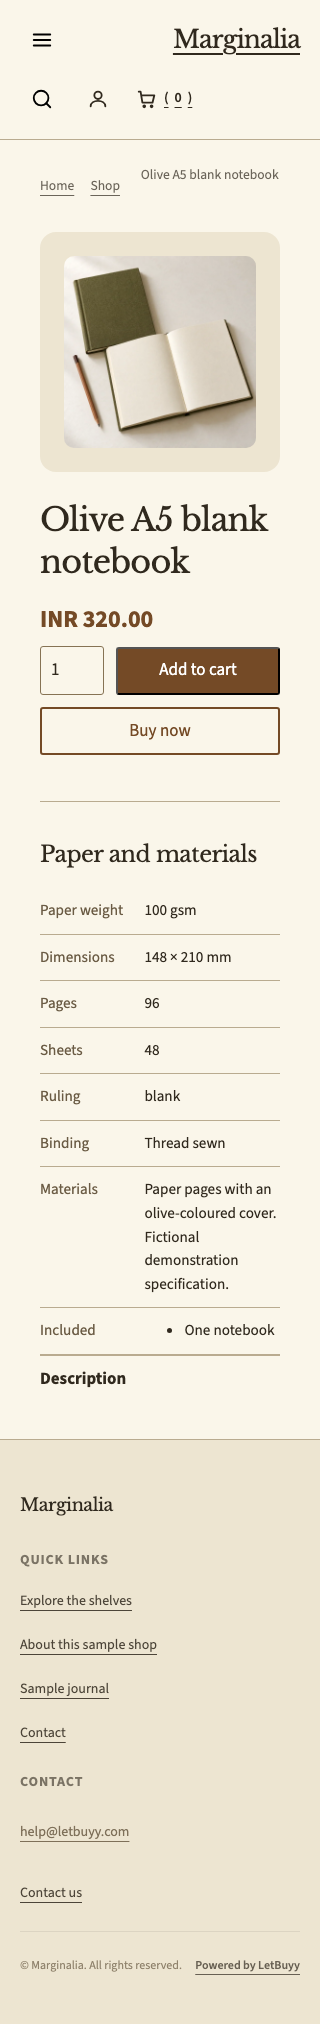 Marginalia
( 0 )
Home Shop Olive A5 blank notebook
Olive A5 blank
notebook
INR 320.00
1 Add to cart
Buy now
Paper and materials
Paper weight 100 gsm
Dimensions 148 × 210 mm
Pages 96
Sheets 48
Ruling blank
Binding Thread sewn
Materials Paper pages with an
olive-coloured cover.
Fictional
demonstration
specification.
Included • One notebook
Description
Marginalia
QUICK LINKS
Explore the shelves
About this sample shop
Sample journal
Contact
CONTACT
help@letbuyy.com
Contact us
© Marginalia. All rights reserved. Powered by LetBuyy